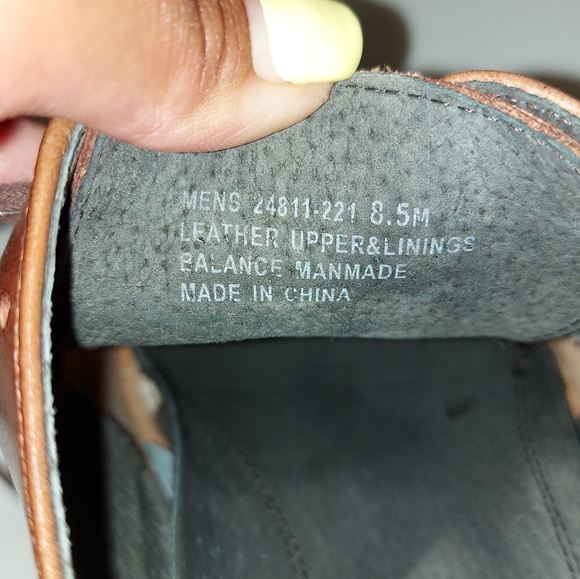 MENS 24811-221 8.5M
LEATHER UPPER&LININGS
BALANCE MANMADE
MADE IN CHINA